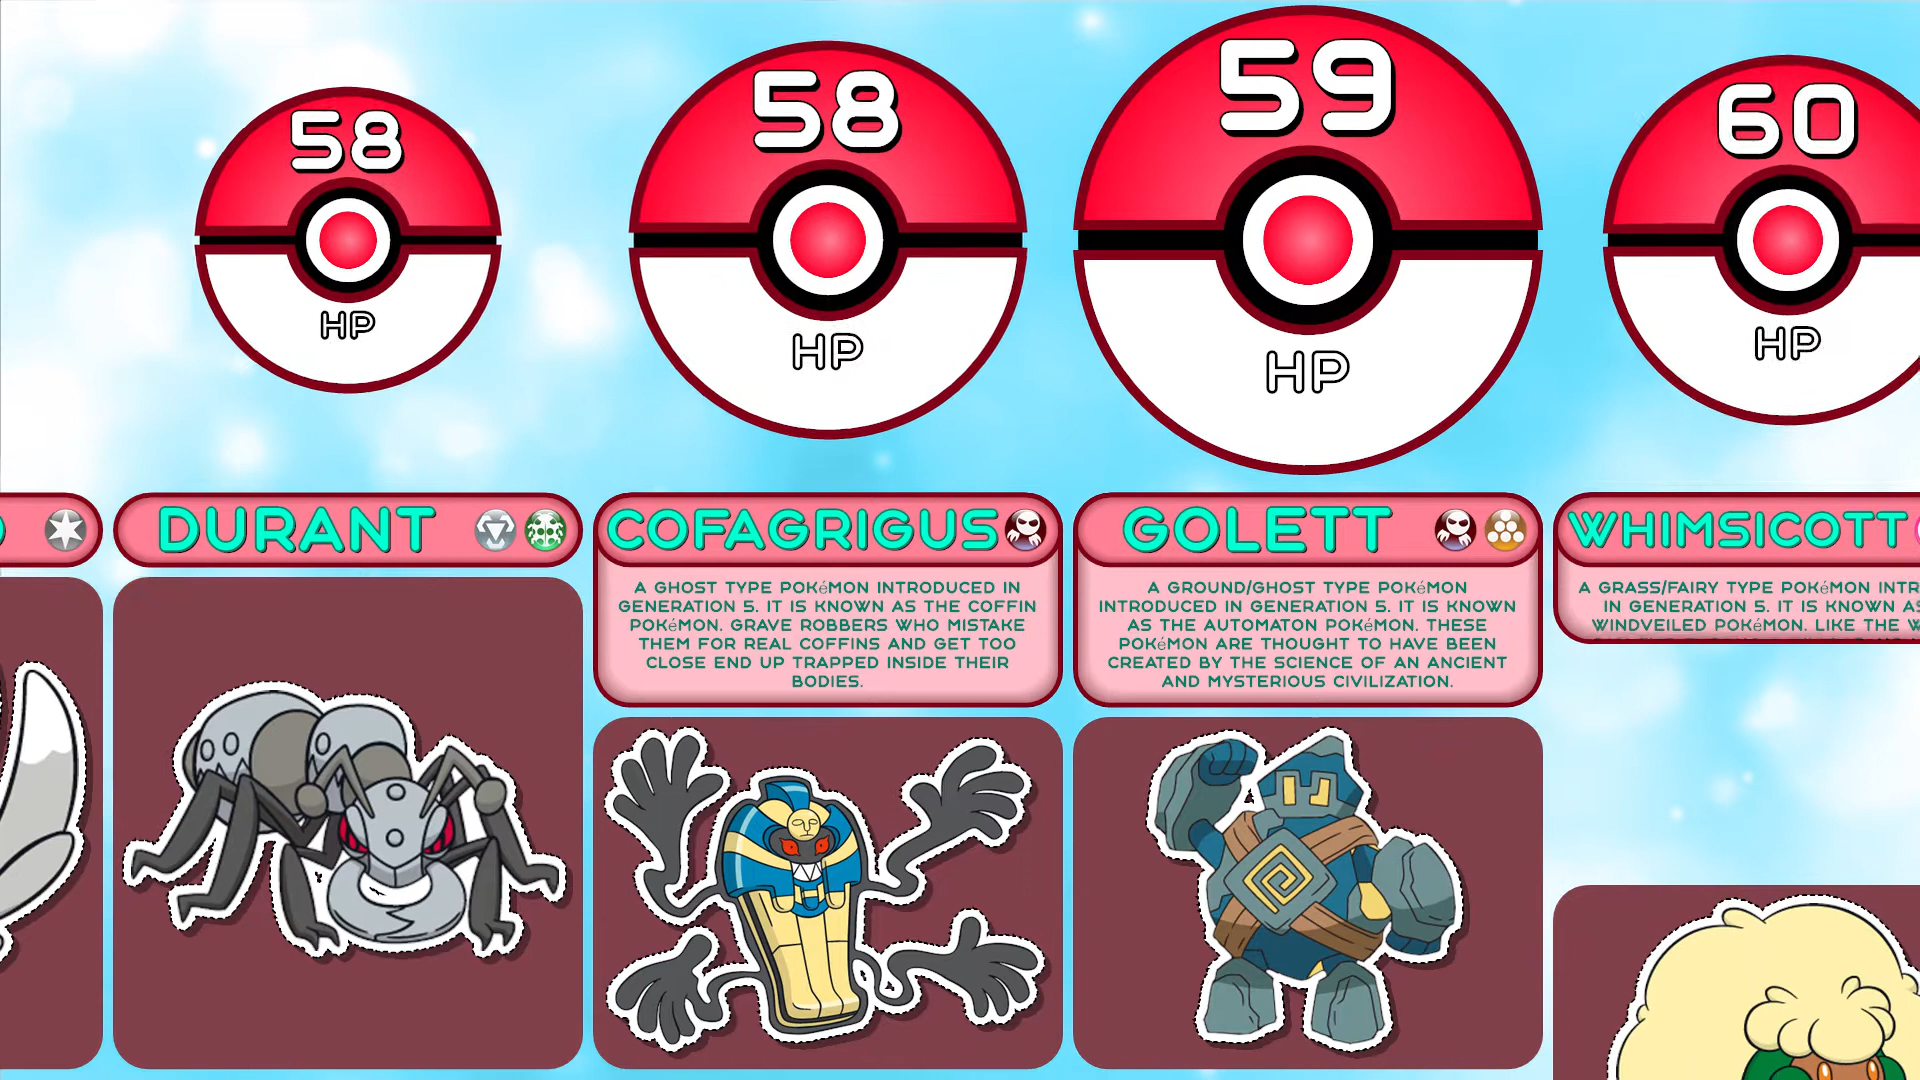 58
HP
58
HP
59
HP
60
HP
DURANT
COFAGRIGUS
A GHOST TYPE POKéMON INTRODUCED IN
GENERATION 5. IT IS KNOWN AS THE COFFIN
POKéMON. GRAVE ROBBERS WHO MISTAKE
THEM FOR REAL COFFINS AND GET TOO
CLOSE END UP TRAPPED INSIDE THEIR
BODIES.
GOLETT
A GROUND/GHOST TYPE POKéMON
INTRODUCED IN GENERATION 5. IT IS KNOWN
AS THE AUTOMATON POKéMON. THESE
POKéMON ARE THOUGHT TO HAVE BEEN
CREATED BY THE SCIENCE OF AN ANCIENT
AND MYSTERIOUS CIVILIZATION.
WHIMSICOTT
A GRASS/FAIRY TYPE POKéMON INTR
IN GENERATION 5. IT IS KNOWN AS
WINDVEILED POKéMON. LIKE THE W